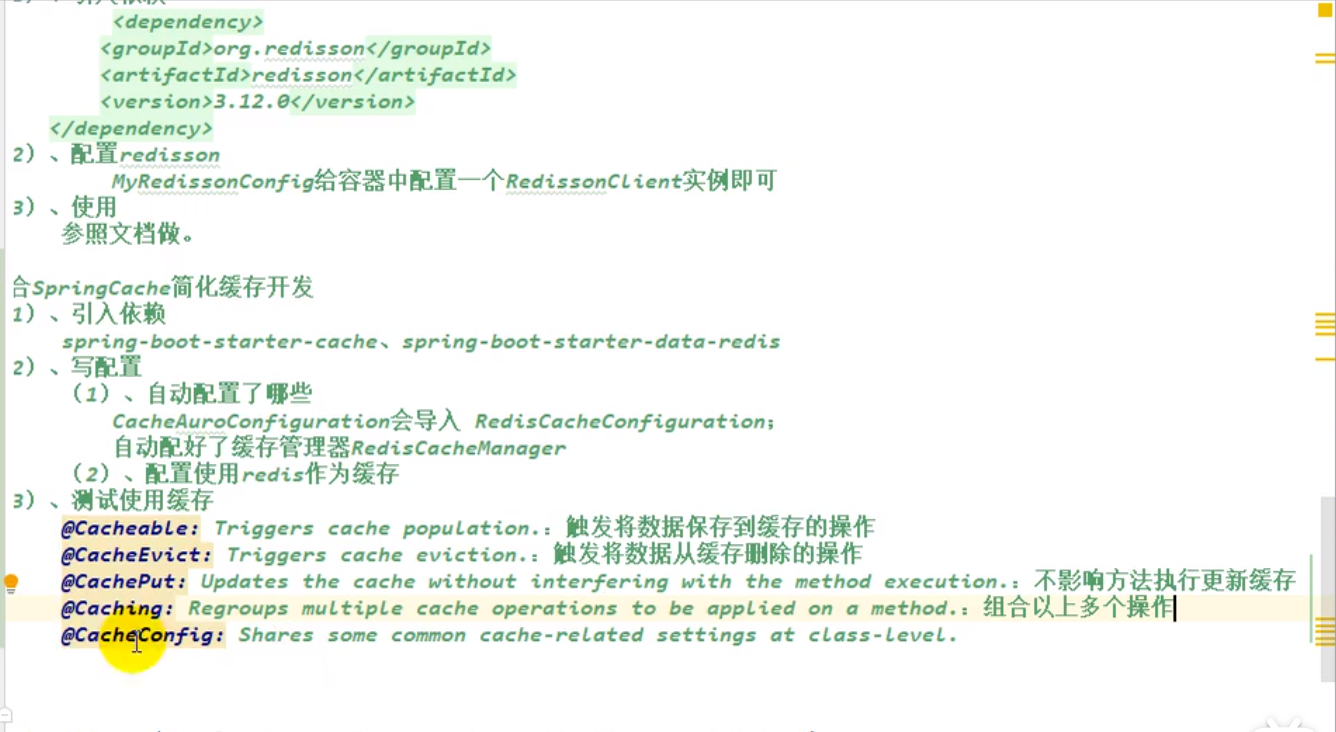 <dependency>
<groupId>org.redisson</groupId>
<artifactId>redisson</artifactId>
<version>3.12.0</version>
</dependency>
2）、配置redisson
MyRedissonConfig给容器中配置一个RedissonClient实例即可
3）、使用
参照文档做。
合SpringCache简化缓存开发
1）、引入依赖
spring-boot-starter-cache、spring-boot-starter-data-redis
2）、写配置
（1）、自动配置了哪些
CacheAuroConfiguration会导入 RedisCacheConfiguration；
自动配好了缓存管理器RedisCacheManager
（2）、配置使用redis作为缓存
3）、测试使用缓存
@Cacheable: Triggers cache population.：触发将数据保存到缓存的操作
@CacheEvict: Triggers cache eviction.：触发将数据从缓存删除的操作
@CachePut: Updates the cache without interfering with the method execution.：不影响方法执行更新缓存
@Caching: Regroups multiple cache operations to be applied on a method.：组合以上多个操作
@CacheConfig: Shares some common cache-related settings at class-level.